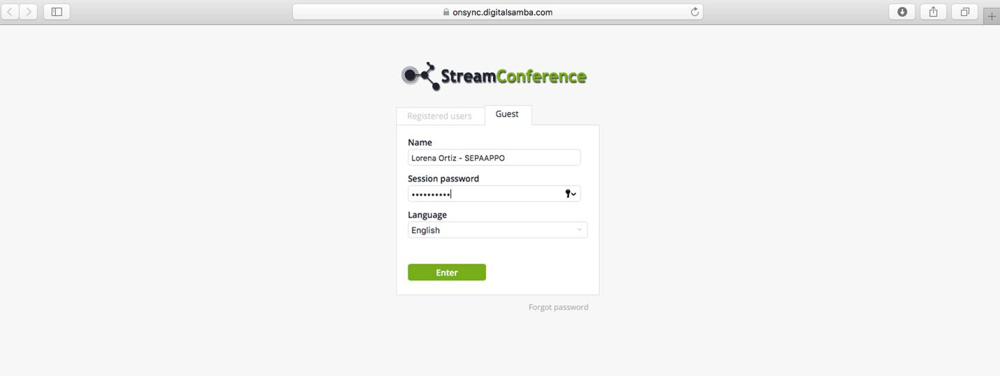 onsync.digitalsamba.com
StreamConference
Registered users
Guest
Name
Lorena Ortiz - SEPAAPPO
Session password
••••••••••
Language
English
Enter
Forgot password